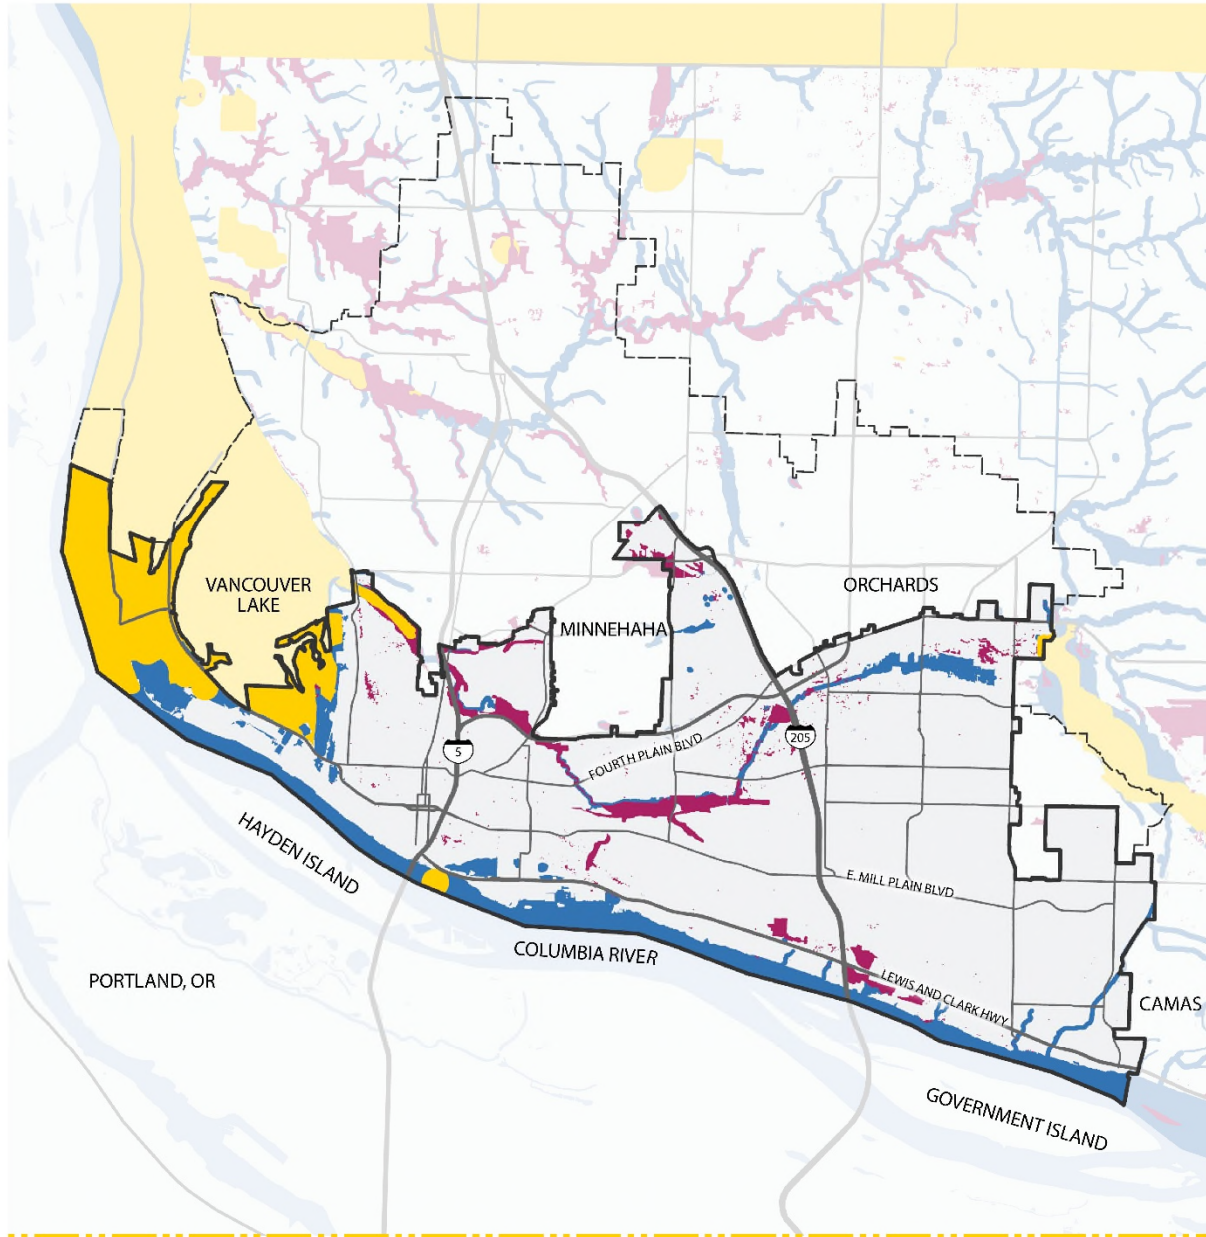 ORCHARDS
VANCOUVER
LAKE
MINNEHAHA
5
205
FOURTH PLAIN BLVD
HAYDEN ISLAND
E. MILL PLAIN BLVD
COLUMBIA RIVER
PORTLAND, OR
LEWIS AND CLARK HWY
CAMAS
GOVERNMENT ISLAND